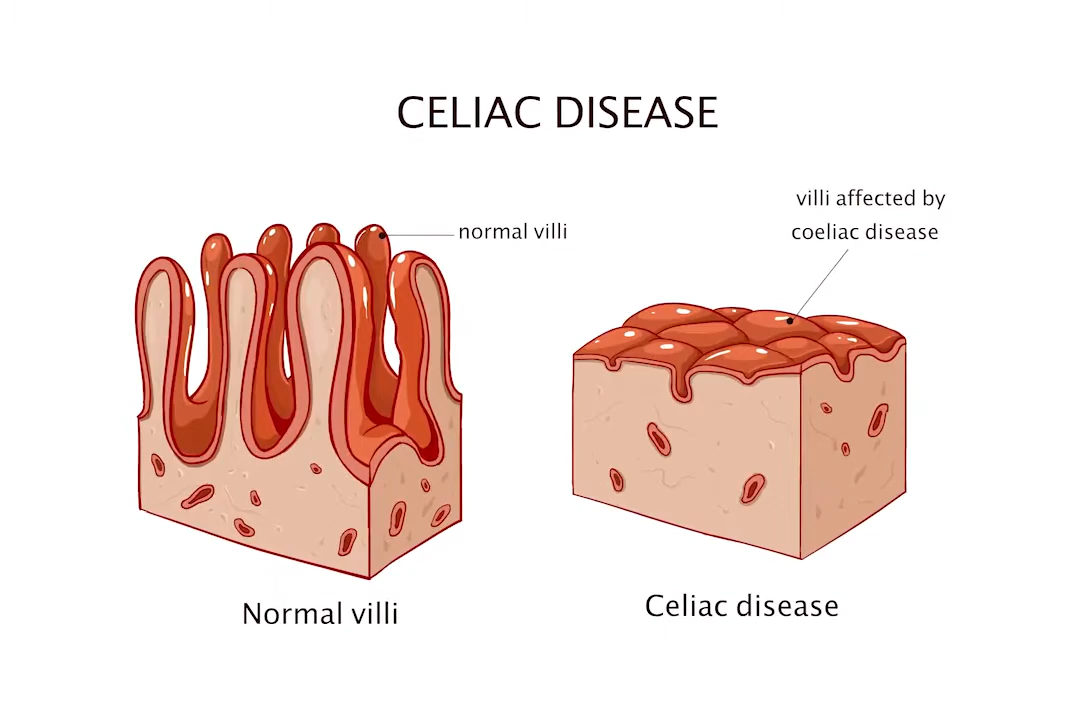 CELIAC DISEASE
normal villi
villi affected by
coeliac disease
Normal villi
Celiac disease